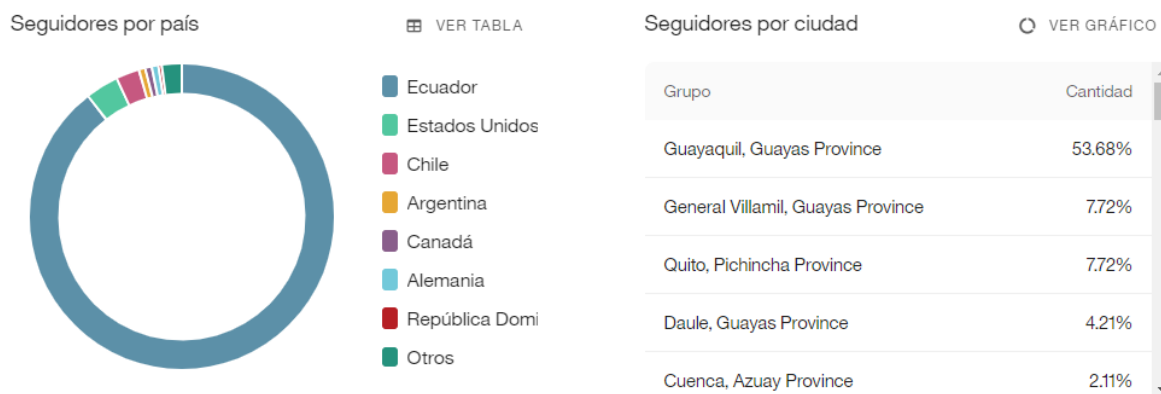 Seguidores por país
VER TABLA
Ecuador
Estados Unidos
Chile
Argentina
Canadá
Alemania
República Domi
Otros
Seguidores por ciudad
VER GRÁFICO
Grupo Cantidad
Guayaquil, Guayas Province 53.68%
General Villamil, Guayas Province 7.72%
Quito, Pichincha Province 7.72%
Daule, Guayas Province 4.21%
Cuenca, Azuay Province 2.11%